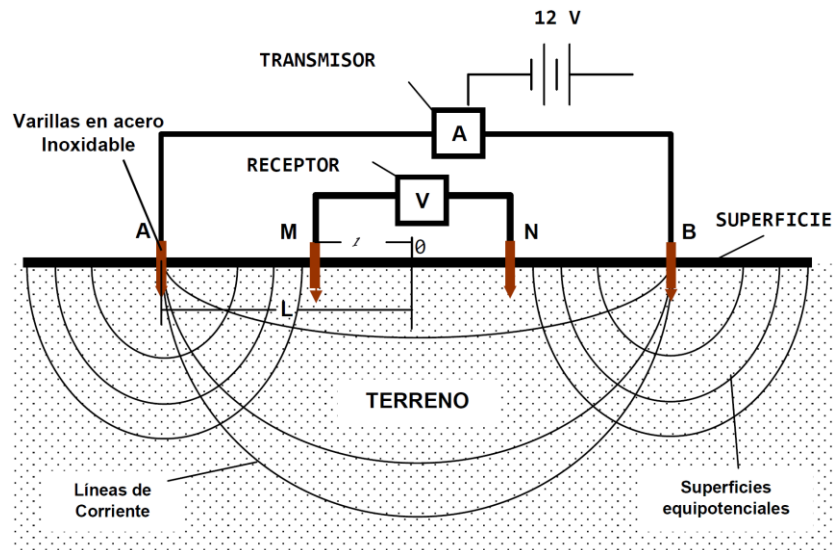 12 V
TRANSMISOR
Varillas en acero
Inoxidable
A
RECEPTOR
V
A
M
N
B
SUPERFICIE
l
0
L
TERRENO
Líneas de
Corriente
Superficies
equipotenciales